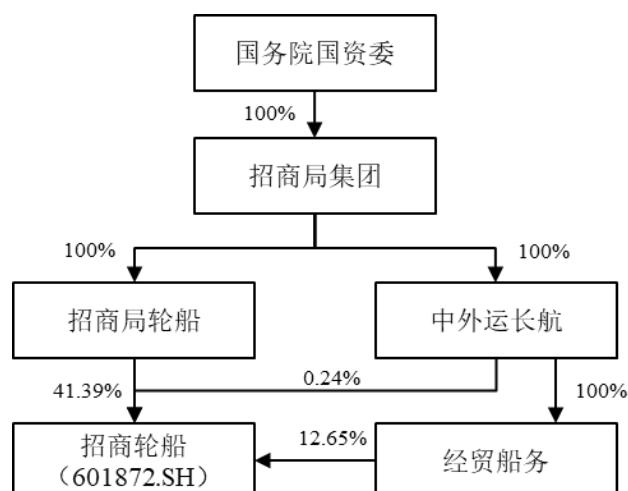 国务院国资委
100%
招商局集团
100%
100%
招商局轮船
中外运长航
41.39%
0.24%
100%
招商轮船
（601872.SH）
12.65%
经贸船务